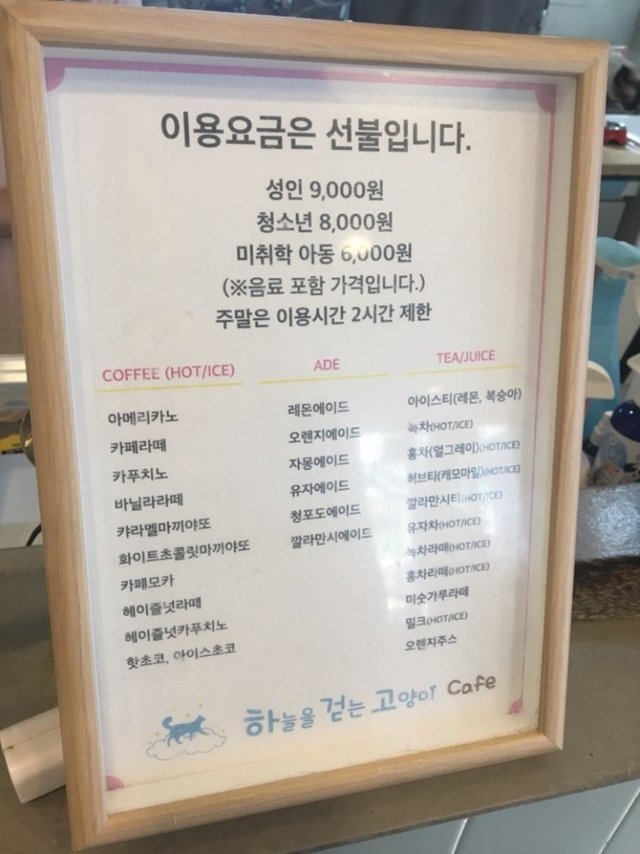 이용요금은 선불입니다.
성인 9,000원
청소년 8,000원
미취학 아동 6,000원
(※음료 포함 가격입니다.)
주말은 이용시간 2시간 제한
COFFEE (HOT/ICE)
아메리카노
카페라떼
카푸치노
바닐라라떼
캬라멜마끼야또
화이트초콜릿마끼야또
카페모카
헤이즐넛라떼
헤이즐넛카푸치노
핫초코, 아이스초코
ADE
레몬에이드
오렌지에이드
자몽에이드
유자에이드
청포도에이드
깔라만시에이드
TEA/JUICE
아이스티(레몬, 복숭아)
녹차(HOT/ICE)
홍차(얼그레이)(HOT/ICE)
허브티(캐모마일)(HOT/ICE)
깔라만시티(HOT/ICE)
유자차(HOT/ICE)
녹차라떼(HOT/ICE)
홍차라떼(HOT/ICE)
미숫가루라떼
밀크(HOT/ICE)
오렌지주스
하늘을 걷는 고양이 Cafe